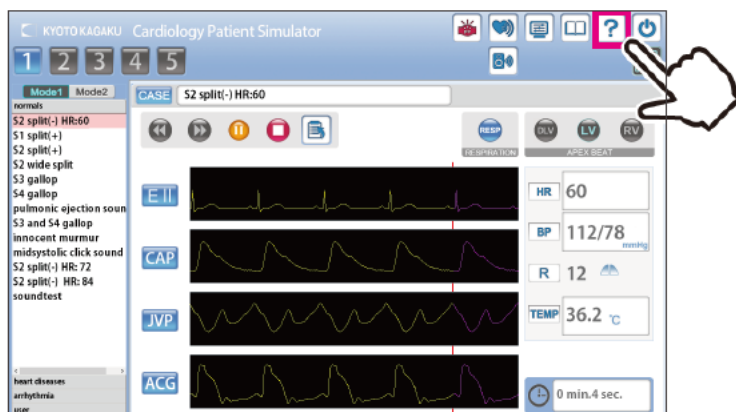 KYOTO KAGAKU Cardiology Patient Simulator
?
1 2 3 4 5
Mode1 Mode2
CASE S2 split(-) HR:60
normals
S2 split(-) HR:60
S1 split(+)
S2 split(+)
S2 wide split
S3 gallop
S4 gallop
pulmonic ejection soun
S3 and S4 gallop
innocent murmur
midsystolic click sound
S2 split(-) HR: 72
S2 split(-) HR: 84
soundtest
heart diseases
arrhythmia
user
RESP
RESPIRATION
DLV LV RV
APEX BEAT
E II
CAP
JVP
ACG
HR 60
BP 112/78 mmHg
R 12
TEMP 36.2 ℃
0 min.4 sec.